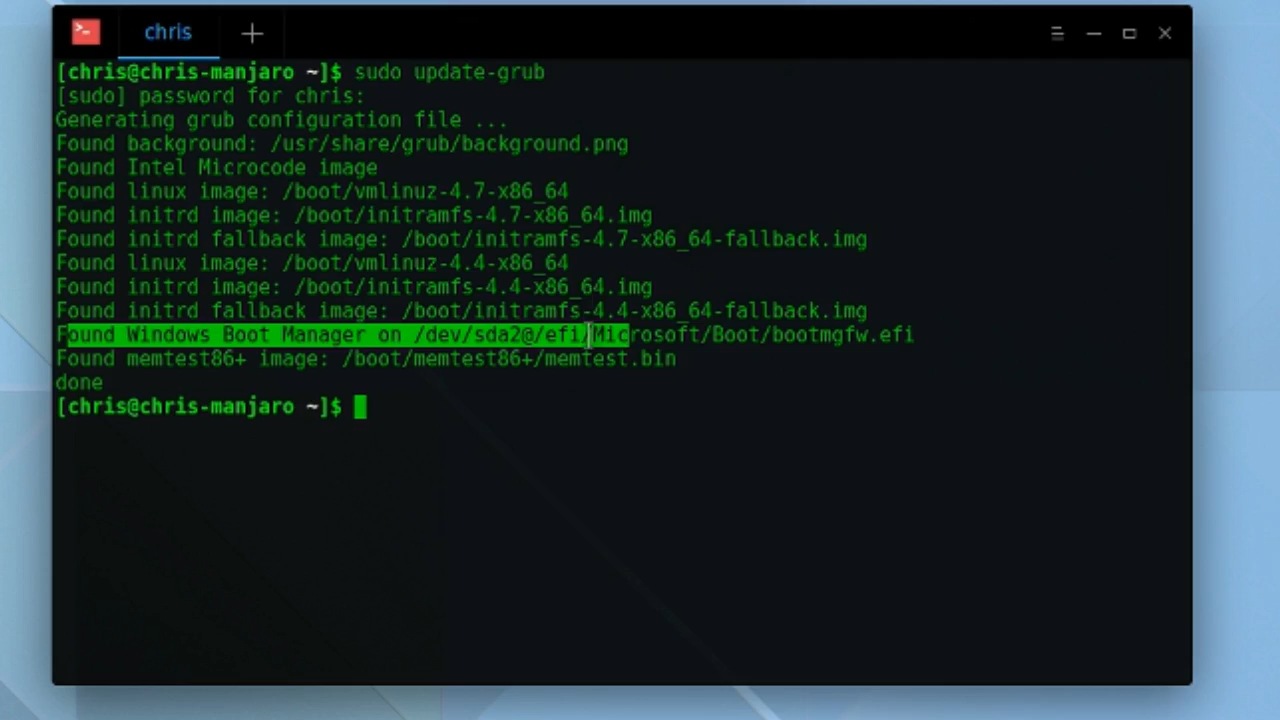 chris
[chris@chris-manjaro ~]$ sudo update-grub
[sudo] password for chris:
Generating grub configuration file ...
Found background: /usr/share/grub/background.png
Found Intel Microcode image
Found linux image: /boot/vmlinuz-4.7-x86_64
Found initrd image: /boot/initramfs-4.7-x86_64.img
Found initrd fallback image: /boot/initramfs-4.7-x86_64-fallback.img
Found linux image: /boot/vmlinuz-4.4-x86_64
Found initrd image: /boot/initramfs-4.4-x86_64.img
Found initrd fallback image: /boot/initramfs-4.4-x86_64-fallback.img
Found Windows Boot Manager on /dev/sda2@/efi/Microsoft/Boot/bootmgfw.efi
Found memtest86+ image: /boot/memtest86+/memtest.bin
done
[chris@chris-manjaro ~]$